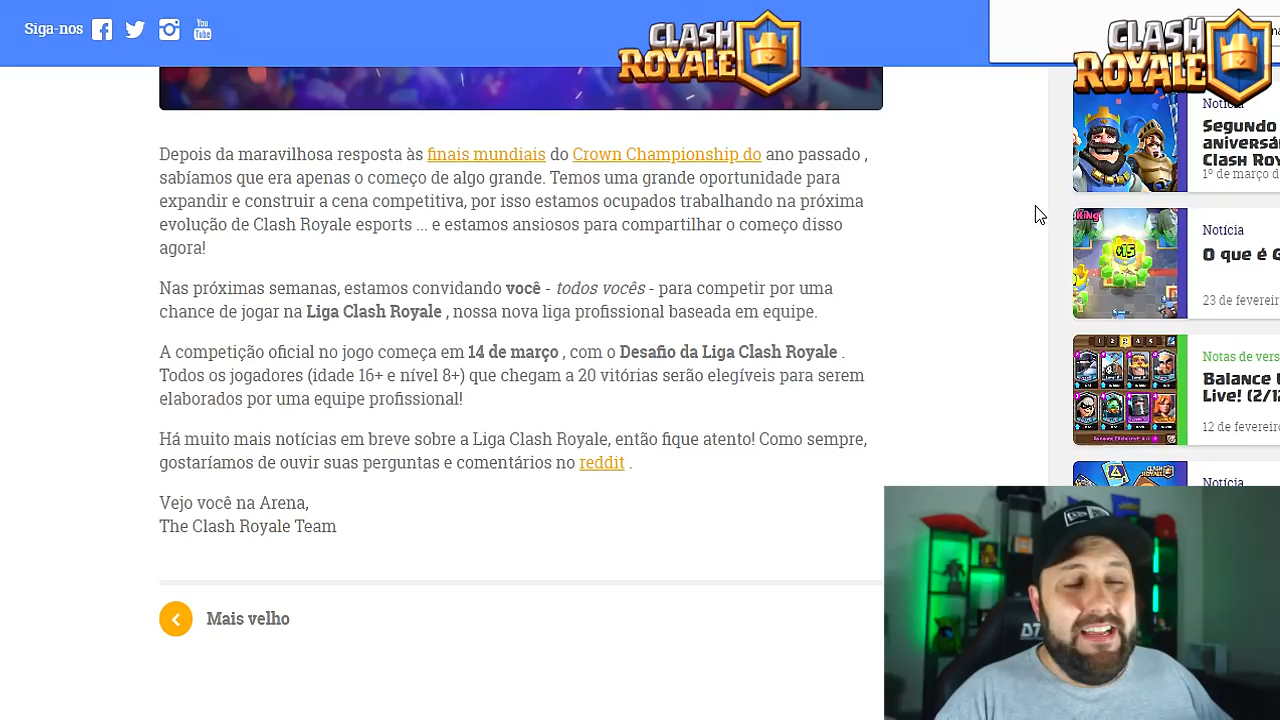 Siga-nos
You
Tube
CLASH
ROYALE
CLASH
ROYALE
Depois da maravilhosa resposta às finais mundiais do Crown Championship do ano passado ,
sabíamos que era apenas o começo de algo grande. Temos uma grande oportunidade para
expandir e construir a cena competitiva, por isso estamos ocupados trabalhando na próxima
evolução de Clash Royale esports ... e estamos ansiosos para compartilhar o começo disso
agora!
Nas próximas semanas, estamos convidando você - todos vocês - para competir por uma
chance de jogar na Liga Clash Royale , nossa nova liga profissional baseada em equipe.
A competição oficial no jogo começa em 14 de março , com o Desafio da Liga Clash Royale .
Todos os jogadores (idade 16+ e nível 8+) que chegam a 20 vitórias serão elegíveis para serem
elaborados por uma equipe profissional!
Há muito mais notícias em breve sobre a Liga Clash Royale, então fique atento! Como sempre,
gostaríamos de ouvir suas perguntas e comentários no reddit .
Vejo você na Arena,
The Clash Royale Team
Mais velho
Notícia
Segundo
aniversá
Clash Roy
1º de março d
King
Notícia
O que é G
23 de fevereir
Notas de vers
Balance U
Live! (2/12
12 de fevereir
Notícia